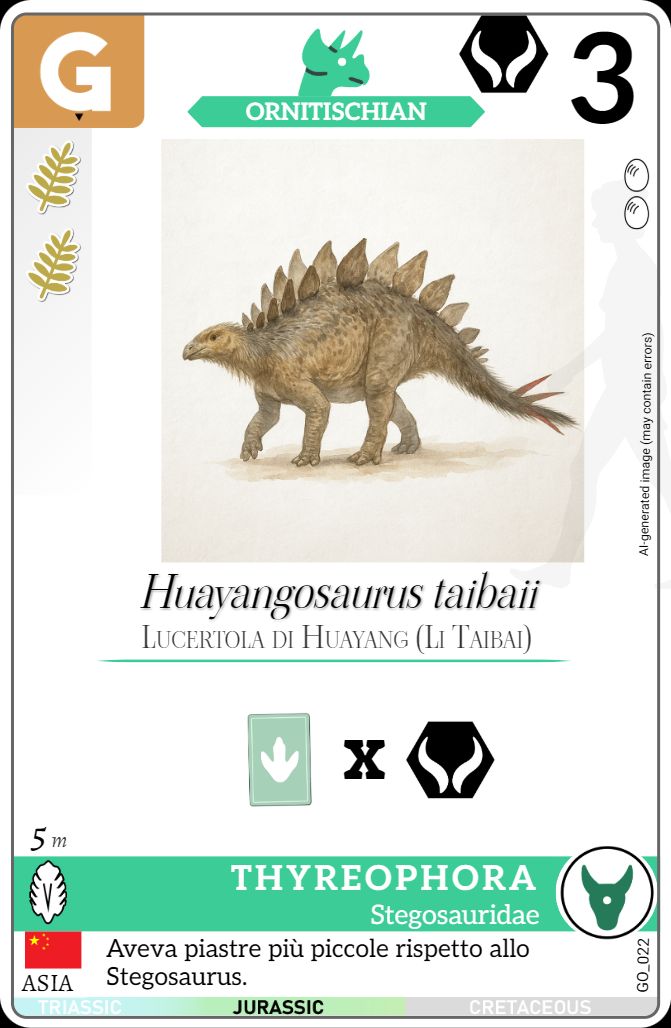 G
3
ORNITISCHIAN
AI-generated image (may contain errors)
Huayangosaurus taibaii
Lucertola di Huayang (Li Taibai)
X
5 m
THYREOPHORA
Stegosauridae
Aveva piastre più piccole rispetto allo
Stegosaurus.
ASIA
GO_022
TRIASSIC JURASSIC CRETACEOUS